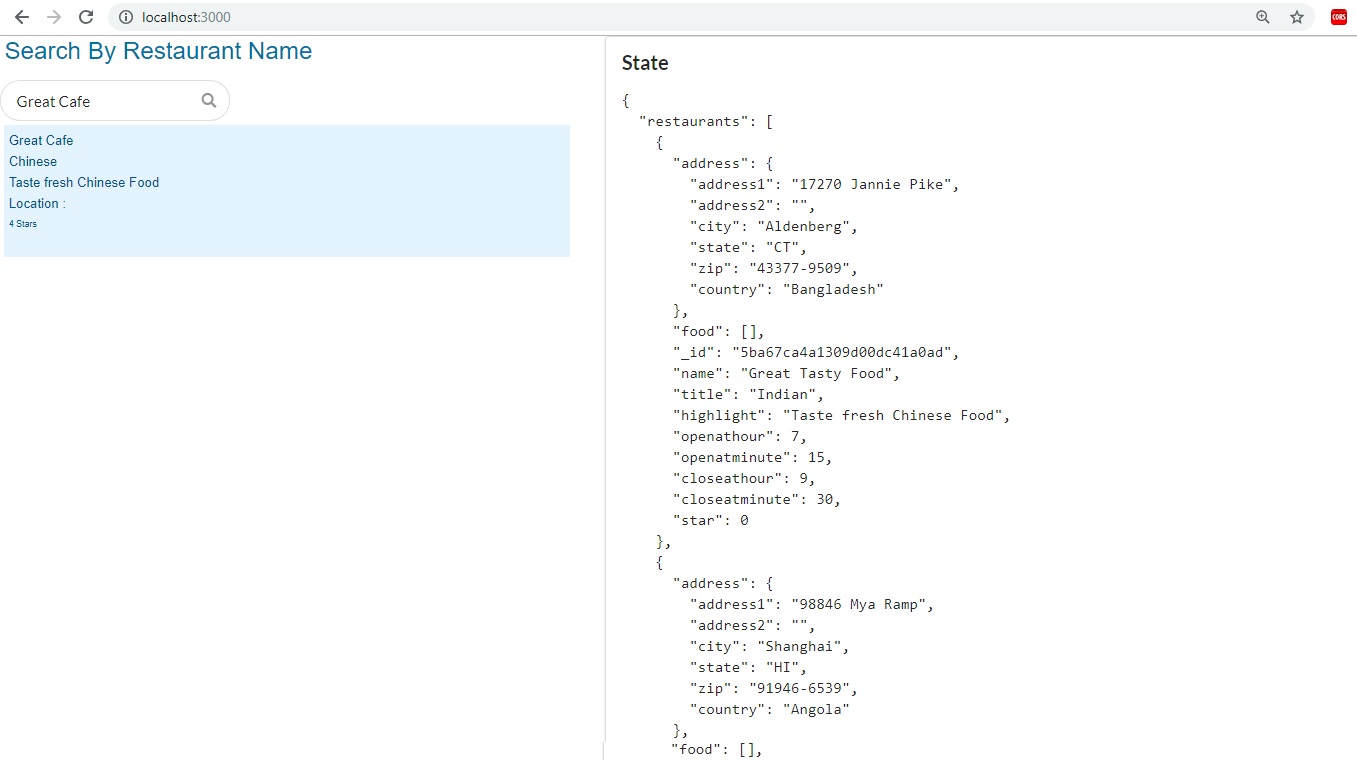 localhost:3000
CORS
Search By Restaurant Name
Great Cafe
Great Cafe
Chinese
Taste fresh Chinese Food
Location :
4 Stars
State
{
"restaurants": [
{
"address": {
"address1": "17270 Jannie Pike",
"address2": "",
"city": "Aldenberg",
"state": "CT",
"zip": "43377-9509",
"country": "Bangladesh"
},
"food": [],
"_id": "5ba67ca4a1309d00dc41a0ad",
"name": "Great Tasty Food",
"title": "Indian",
"highlight": "Taste fresh Chinese Food",
"openathour": 7,
"openatminute": 15,
"closeathour": 9,
"closeatminute": 30,
"star": 0
},
{
"address": {
"address1": "98846 Mya Ramp",
"address2": "",
"city": "Shanghai",
"state": "HI",
"zip": "91946-6539",
"country": "Angola"
},
"food": [],